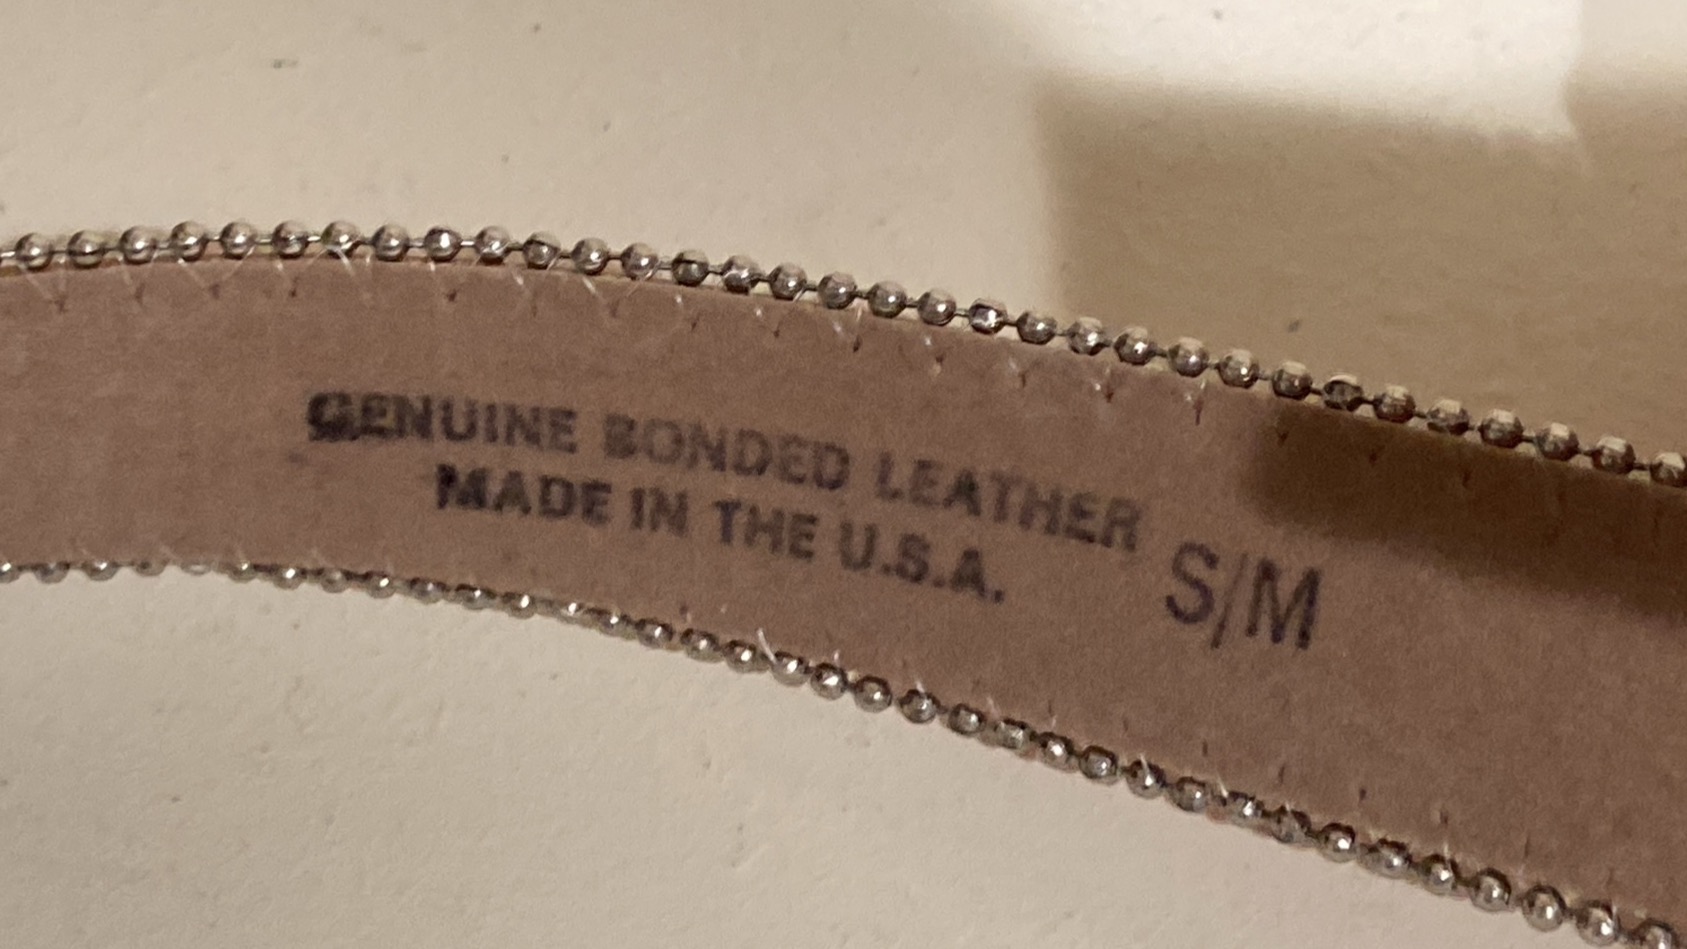 GENUINE BONDED LEATHER
MADE IN THE U.S.A.
S/M